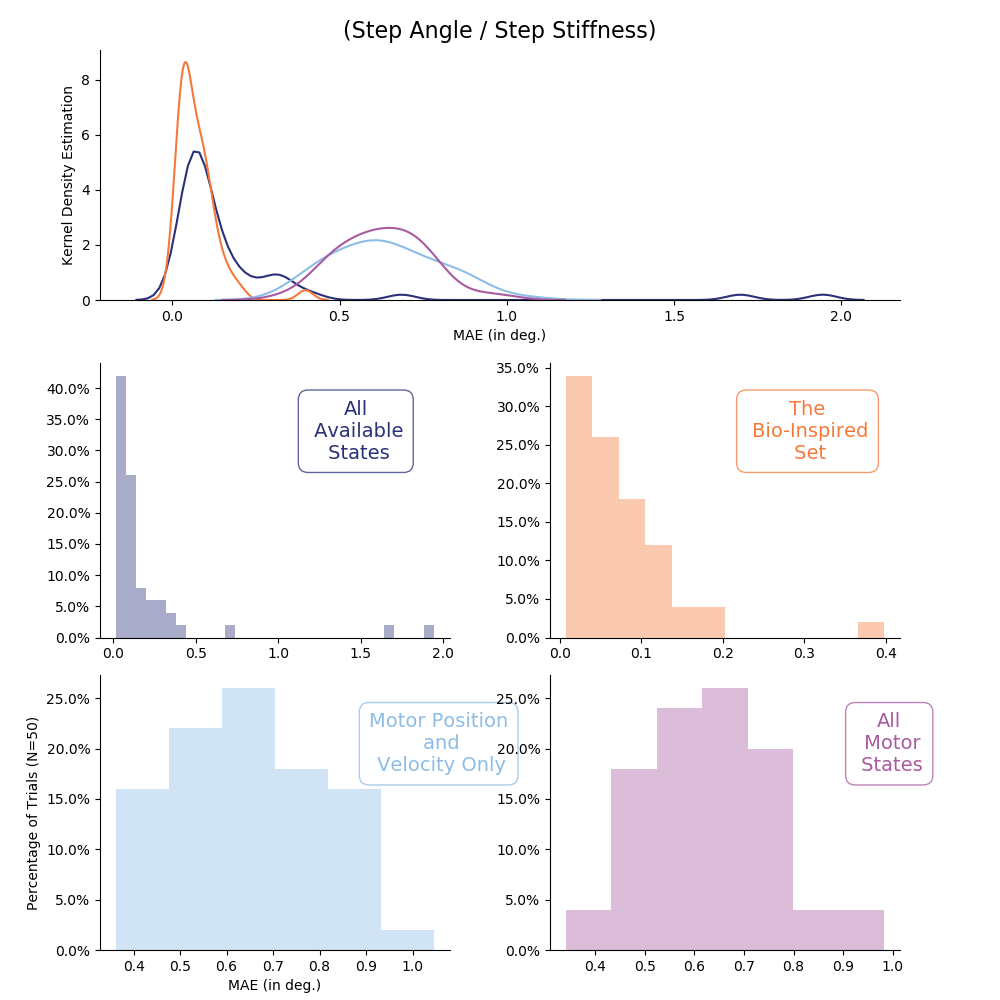 (Step Angle / Step Stiffness)
Kernel Density Estimation
8
6
4
2
0
0.0 0.5 1.0 1.5 2.0
MAE (in deg.)
40.0%
35.0%
30.0%
25.0%
20.0%
15.0%
10.0%
5.0%
0.0%
All
Available
States
0.0 0.5 1.0 1.5 2.0
35.0%
30.0%
25.0%
20.0%
15.0%
10.0%
5.0%
0.0%
The
Bio-Inspired
Set
0.0 0.1 0.2 0.3 0.4
Percentage of Trials (N=50)
25.0%
20.0%
15.0%
10.0%
5.0%
0.0%
Motor Position
and
Velocity Only
0.4 0.5 0.6 0.7 0.8 0.9 1.0
MAE (in deg.)
25.0%
20.0%
15.0%
10.0%
5.0%
0.0%
All
Motor
States
0.4 0.5 0.6 0.7 0.8 0.9 1.0